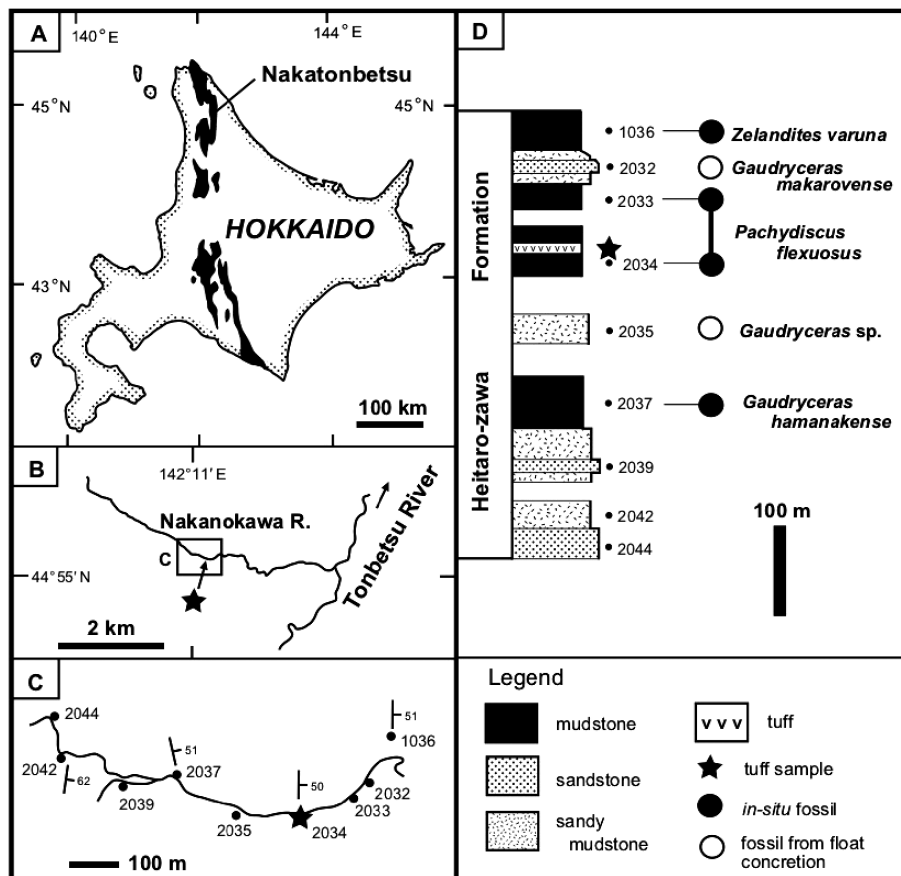 A
140°E
144°E
Nakatonbetsu
45°N
45°N
HOKKAIDO
43°N
100 km
B
142°11′E
Nakanokawa R.
C
44°55′N
Tonbetsu River
2 km
C
2044
51
1036
51
2042
62
2037
50
2032
2039
2033
2035
2034
100 m
D
Formation
Heitaro-zawa
1036
Zelandites varuna
2032
Gaudryceras
makarovense
2033
Pachydiscus
flexuosus
v v v v v v v
2034
2035
Gaudryceras sp.
2037
Gaudryceras
hamanakense
2039
2042
2044
100 m
Legend
mudstone
v v v
tuff
sandstone
tuff sample
sandy
mudstone
in-situ fossil
fossil from float
concretion